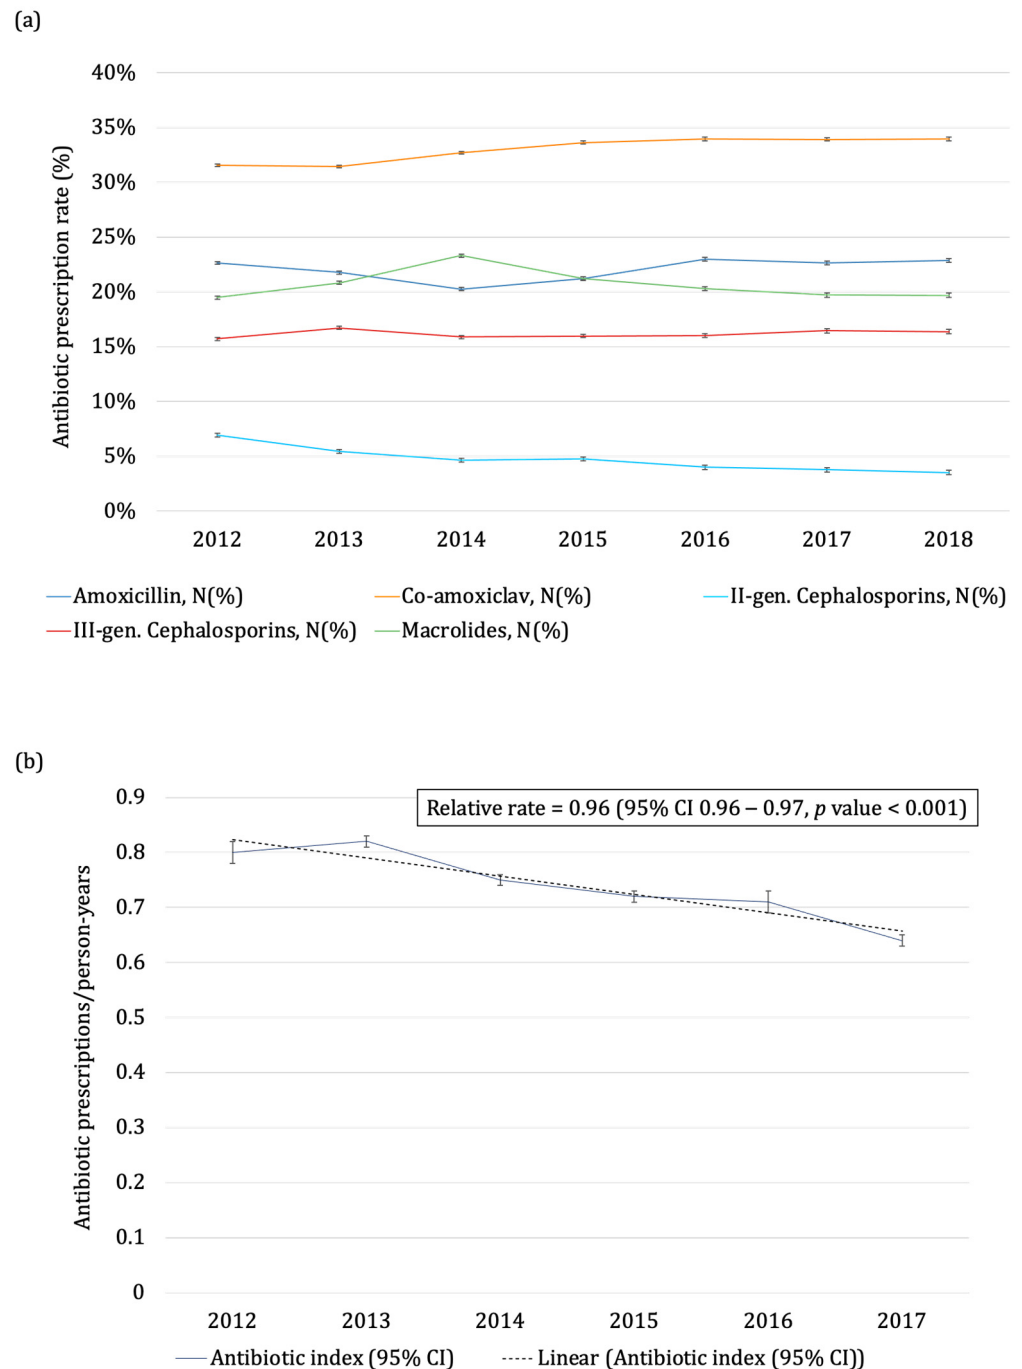 (a)
Antibiotic prescription rate (%)
40%
35%
30%
25%
20%
15%
10%
5%
0%
2012 2013 2014 2015 2016 2017 2018
Amoxicillin, N(%) Co-amoxiclav, N(%) II-gen. Cephalosporins, N(%)
III-gen. Cephalosporins, N(%) Macrolides, N(%)
(b)
Antibiotic prescriptions/person-years
Relative rate = 0.96 (95% CI 0.96 – 0.97, p value < 0.001)
0.9
0.8
0.7
0.6
0.5
0.4
0.3
0.2
0.1
0
2012 2013 2014 2015 2016 2017
Antibiotic index (95% CI) Linear (Antibiotic index (95% CI))